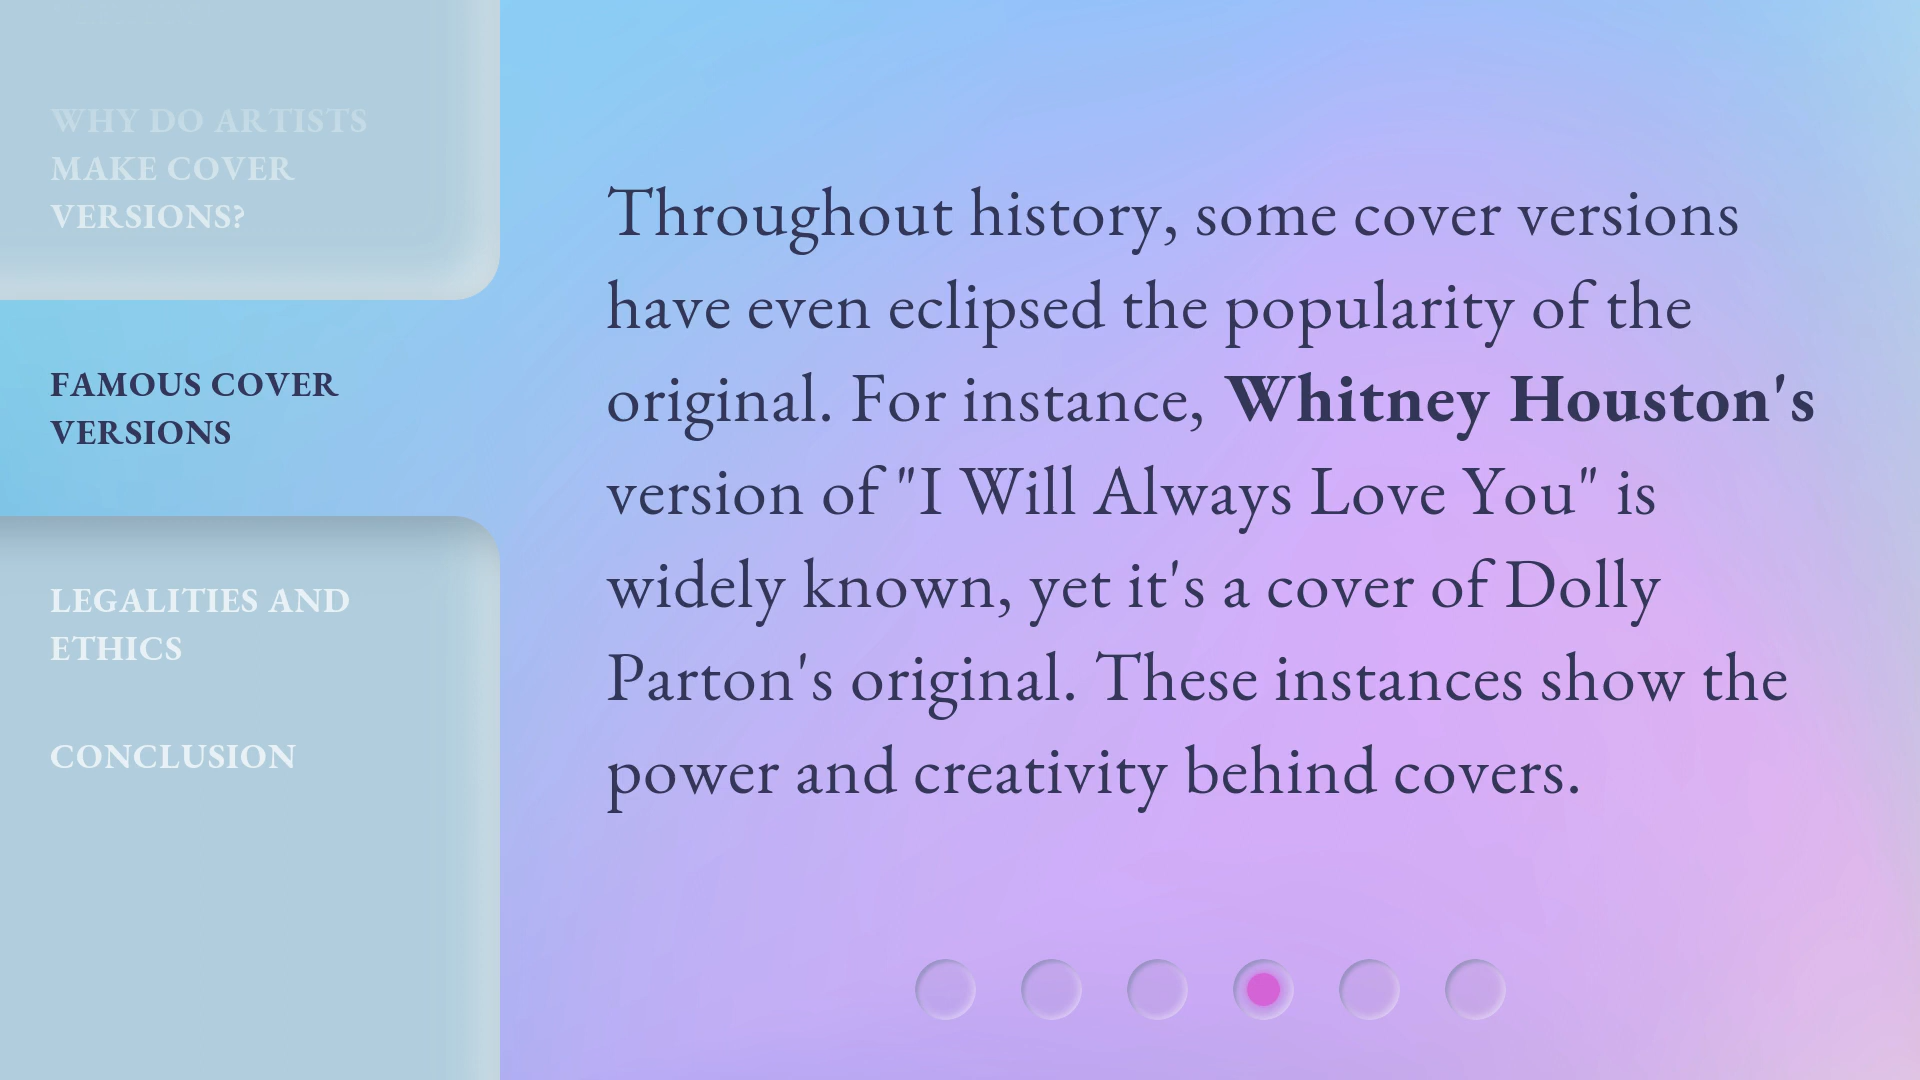 WHY DO ARTISTS
MAKE COVER
VERSIONS?
FAMOUS COVER
VERSIONS
LEGALITIES AND
ETHICS
CONCLUSION
Throughout history, some cover versions
have even eclipsed the popularity of the
original. For instance, Whitney Houston's
version of "I Will Always Love You" is
widely known, yet it's a cover of Dolly
Parton's original. These instances show the
power and creativity behind covers.